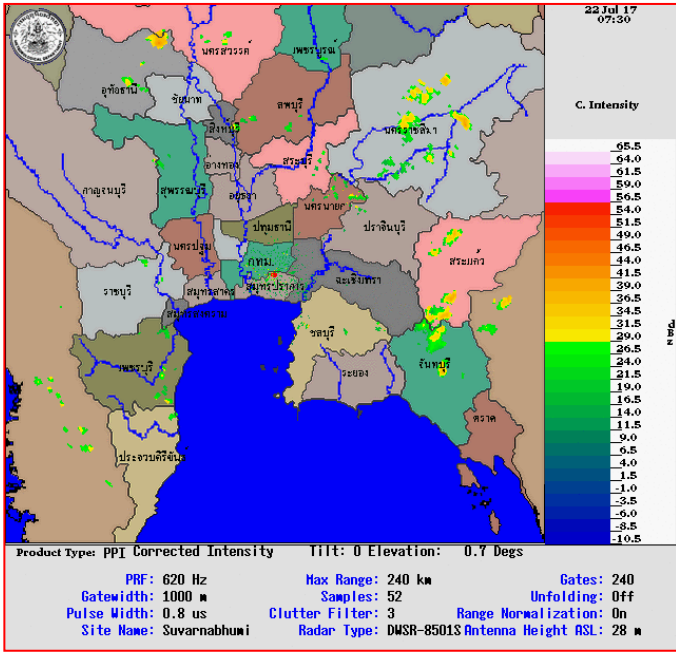 22 Jul 17
07:30
C. Intensity
เพชรบูรณ์
นครสวรรค์
อุทัยธานี
ชัยนาท
ลพบุรี
สิงห์บุรี
นครราชสีมา
อ่างทอง
สระบุรี
กาญจนบุรี
สุพรรณบุรี
อยุธยา
นครนายก
ปทุมธานี
ปราจีนบุรี
นครปฐม
สระแก้ว
กทม.
ราชบุรี
สมุทรสาคร
สมุทรปราการ
ฉะเชิงเทรา
สมุทรสงคราม
ชลบุรี
เพชรบุรี
ระยอง
จันทบุรี
ตราด
ประจวบคีรีขันธ์
65.5
64.0
61.5
59.0
56.5
54.0
51.5
49.0
46.5
44.0
41.5
39.0
36.5
34.0
31.5
29.0
26.5
24.0
21.5
19.0
16.5
14.0
11.5
9.0
6.5
4.0
1.5
-1.0
-3.5
-6.0
-8.5
-10.5
Product Type: PPI Corrected Intensity Tilt: 0 Elevation: 0.7 Degs
PRF: 620 Hz Max Range: 240 km Gates: 240
Gatewidth: 1000 m Samples: 52 Unfolding: Off
Pulse Width: 0.8 us Clutter Filter: 3 Range Normalization: On
Site Name: Suvarnabhumi Radar Type: DWSR-8501S Antenna Height ASL: 28 m